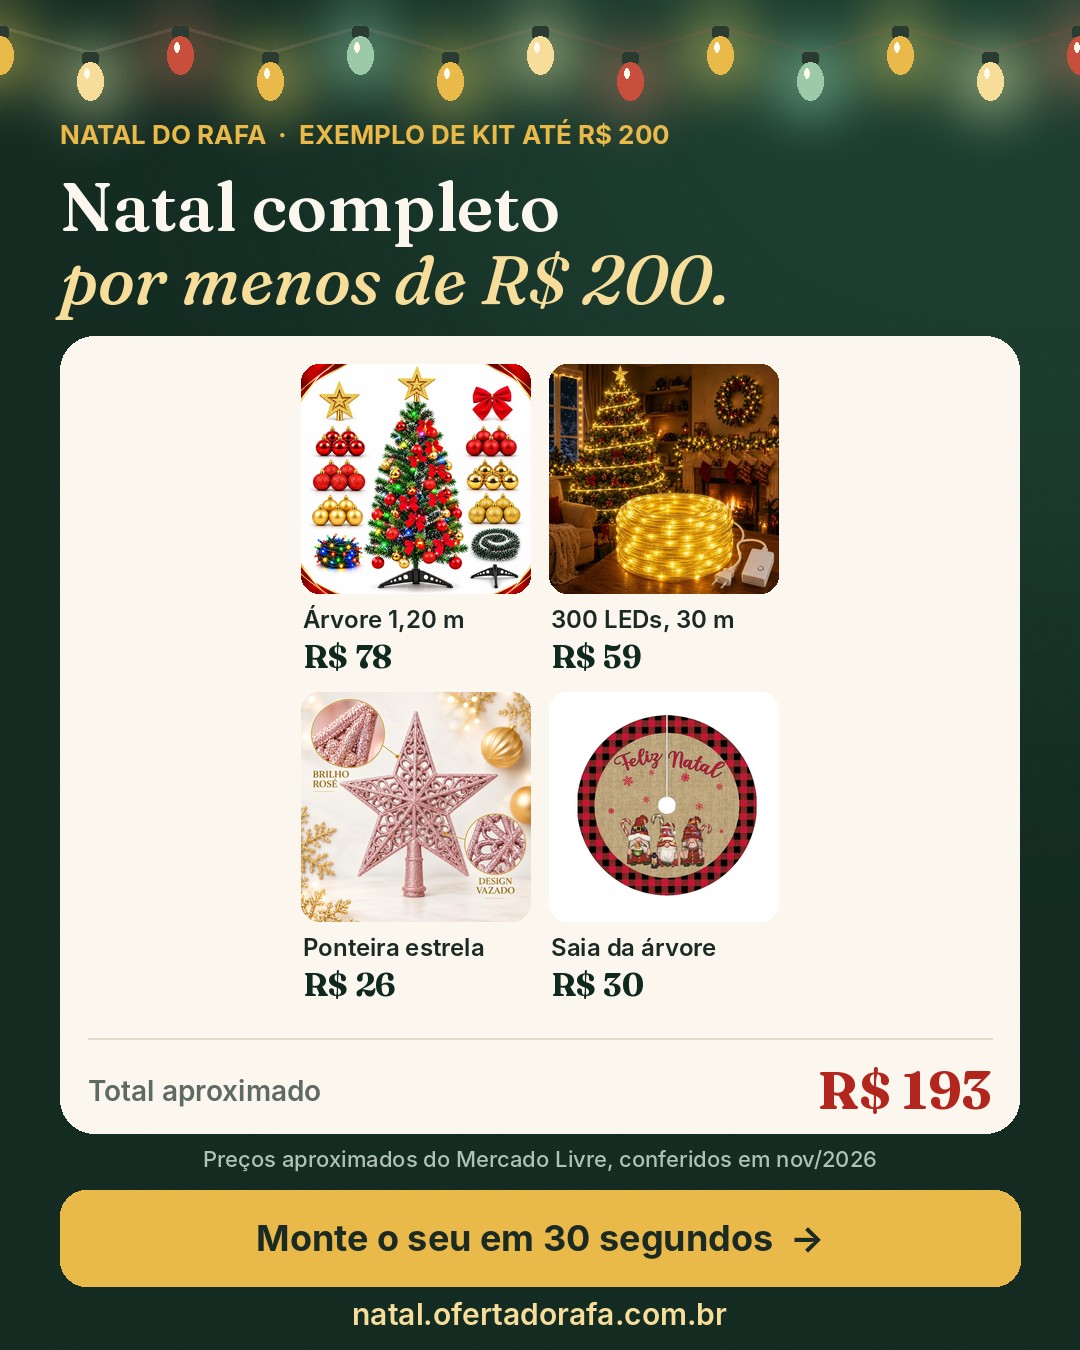 NATAL DO RAFA · EXEMPLO DE KIT ATÉ R$ 200
Natal completo
por menos de R$ 200.
Árvore 1,20 m
R$ 78
300 LEDs, 30 m
R$ 59
BRILHO
ROSÉ
DESIGN
VAZADO
Ponteira estrela
R$ 26
Feliz Natal
Saia da árvore
R$ 30
Total aproximado
R$ 193
Preços aproximados do Mercado Livre, conferidos em nov/2026
Monte o seu em 30 segundos →
natal.ofertadorafa.com.br